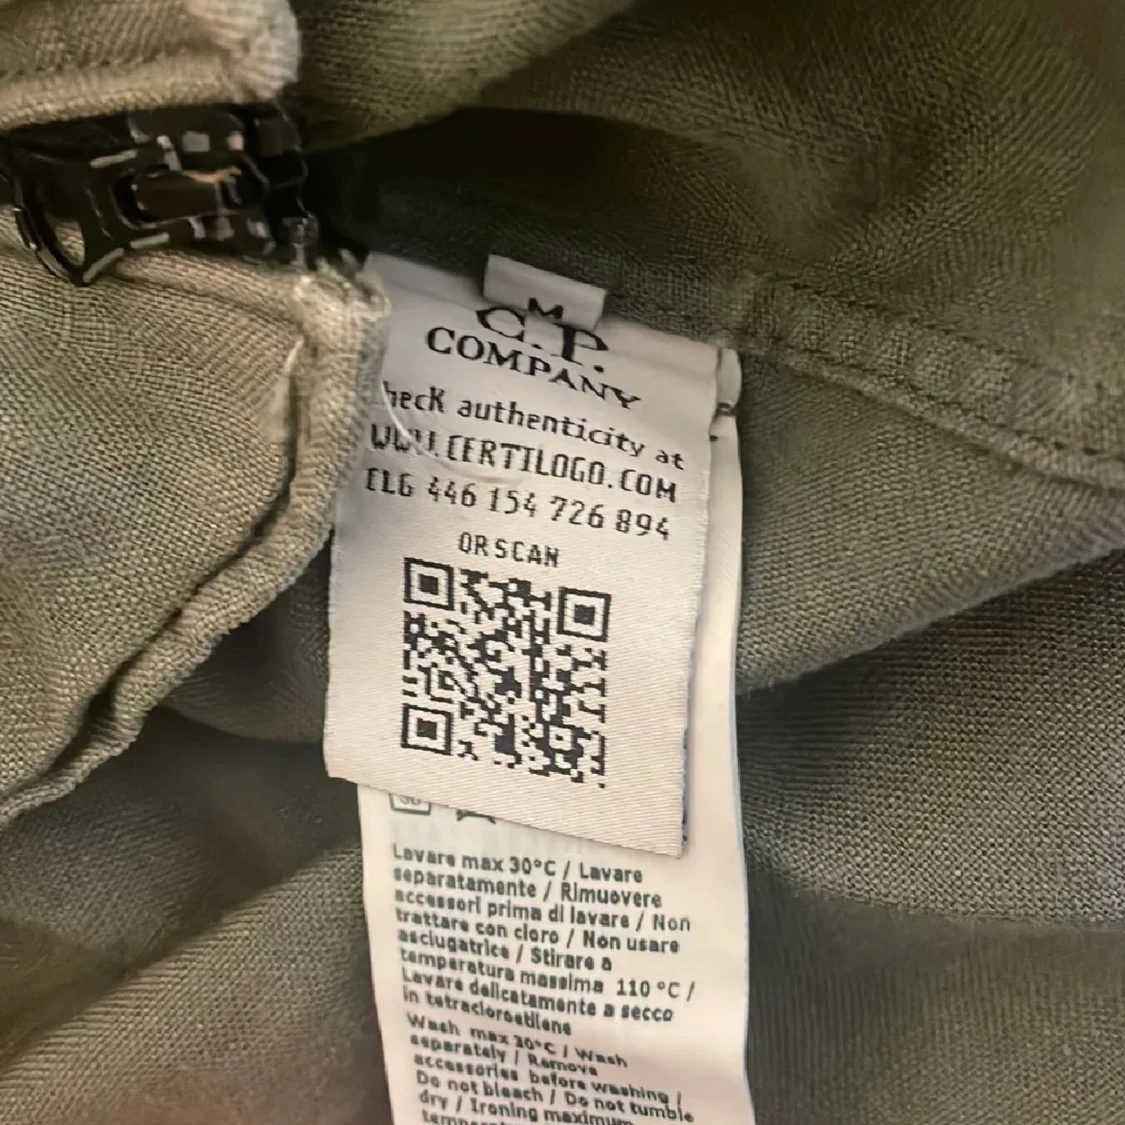 M
C.P.
COMPANY
heck authenticity at
WWW.CERTILOGO.COM
CLG 446 154 726 894
OR SCAN
30
Lavare max 30°C / Lavare
separatamente / Rimuovere
accessori prima di lavare / Non
trattare con cloro / Non usare
asciugatrice / Stirare a
temperatura massima 110 °C /
Lavare delicatamente a secco
in tetracloroetilene
Wash max 30°C / Wash
separately / Remove
accessories before washing /
Do not bleach / Do not tumble
dry / Ironing maximum